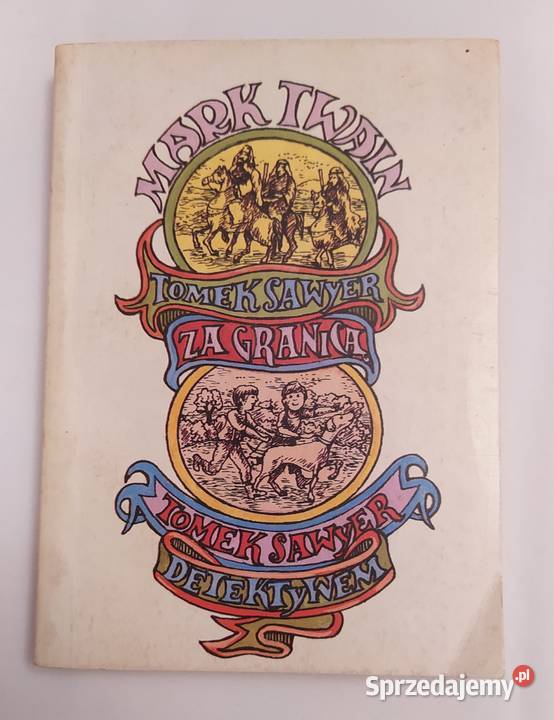 MARK TWAIN
TOMEK SAWYER
ZA GRANICĄ
TOMEK SAWYER
DETEKTyWEM
Sprzedajemy.pl